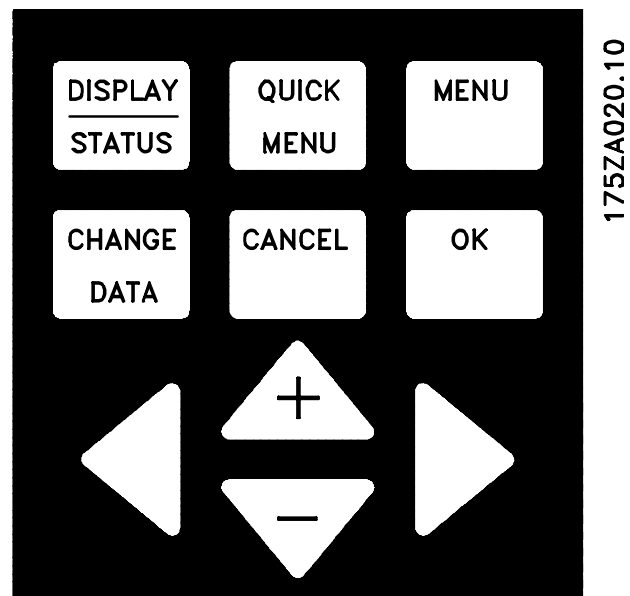 DISPLAY
STATUS
QUICK
MENU
MENU
CHANGE
DATA
CANCEL
OK
+
−
175ZA020.10